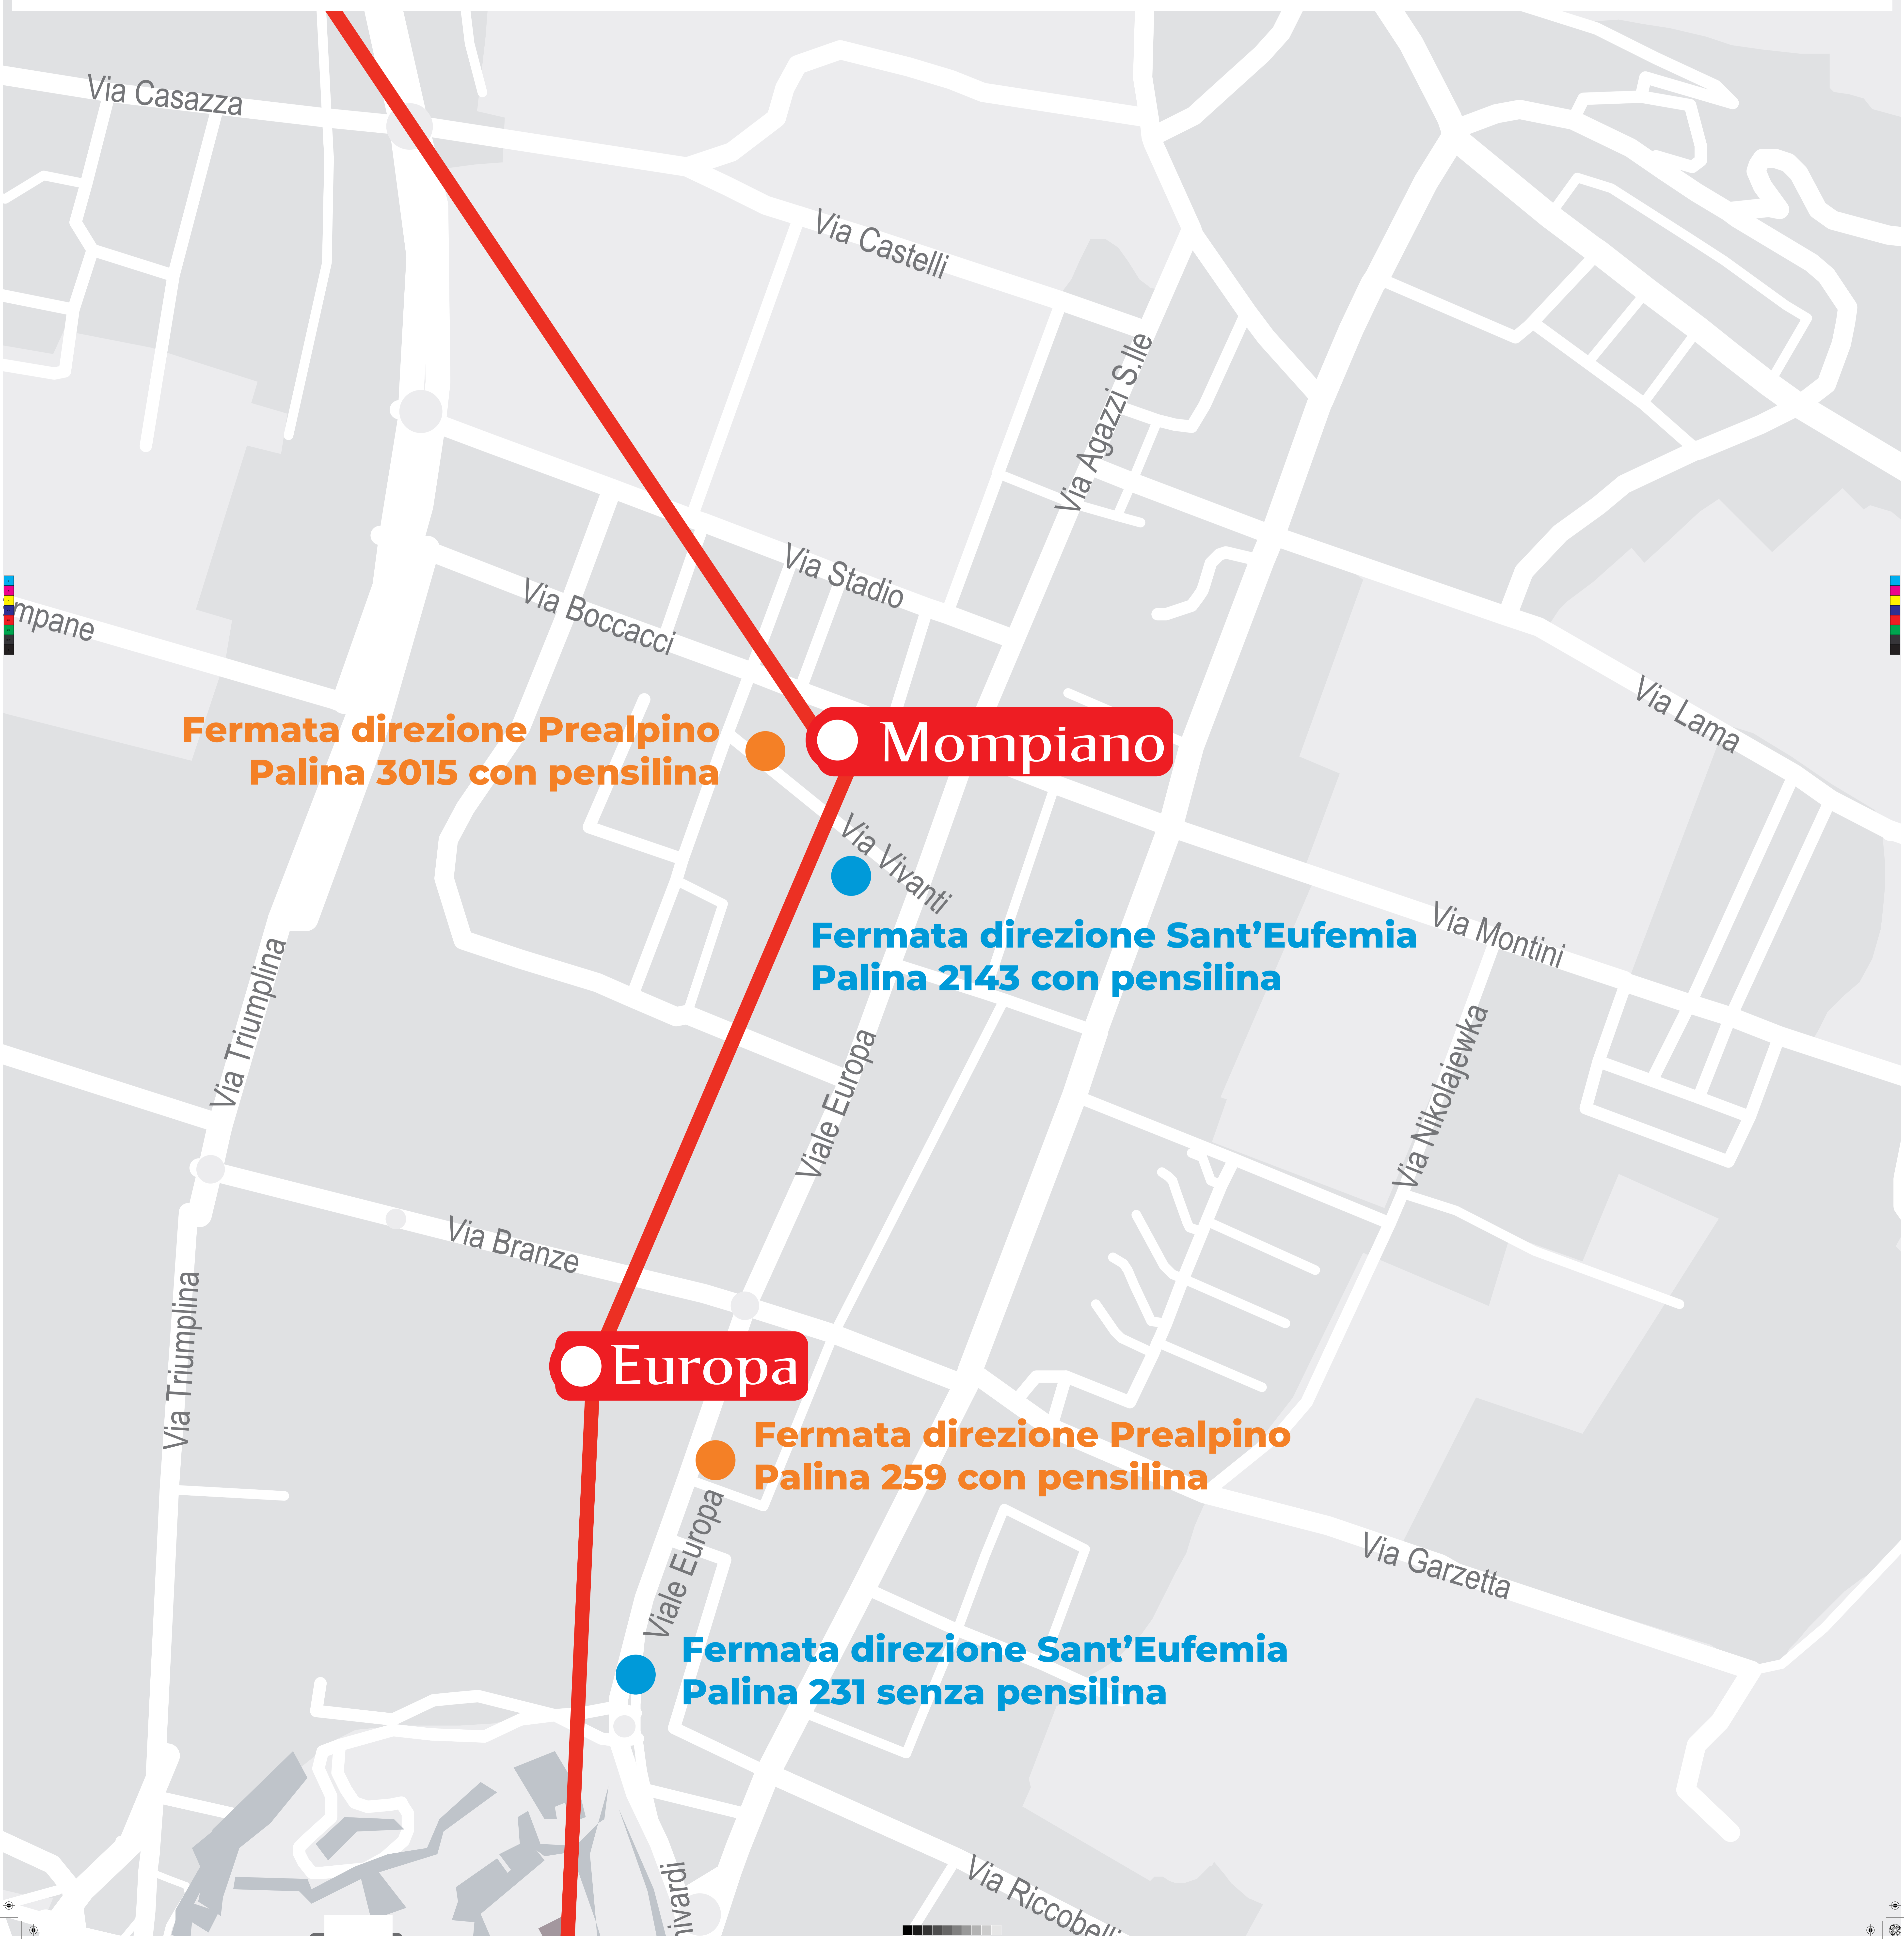 Via Casazza
Via Castelli
Via Agazzi S.lle
Via Stadio
Via Boccacci
mpane
Via Lama
Fermata direzione Prealpino
Palina 3015 con pensilina
Mompiano
Via Vivanti
Fermata direzione Sant’Eufemia
Palina 2143 con pensilina
Via Montini
Via Triumplina
Viale Europa
Via Nikolajewka
Via Branze
Via Triumplina
Europa
Fermata direzione Prealpino
Palina 259 con pensilina
Viale Europa
Via Garzetta
Fermata direzione Sant’Eufemia
Palina 231 senza pensilina
ivardi
Via Riccobelli